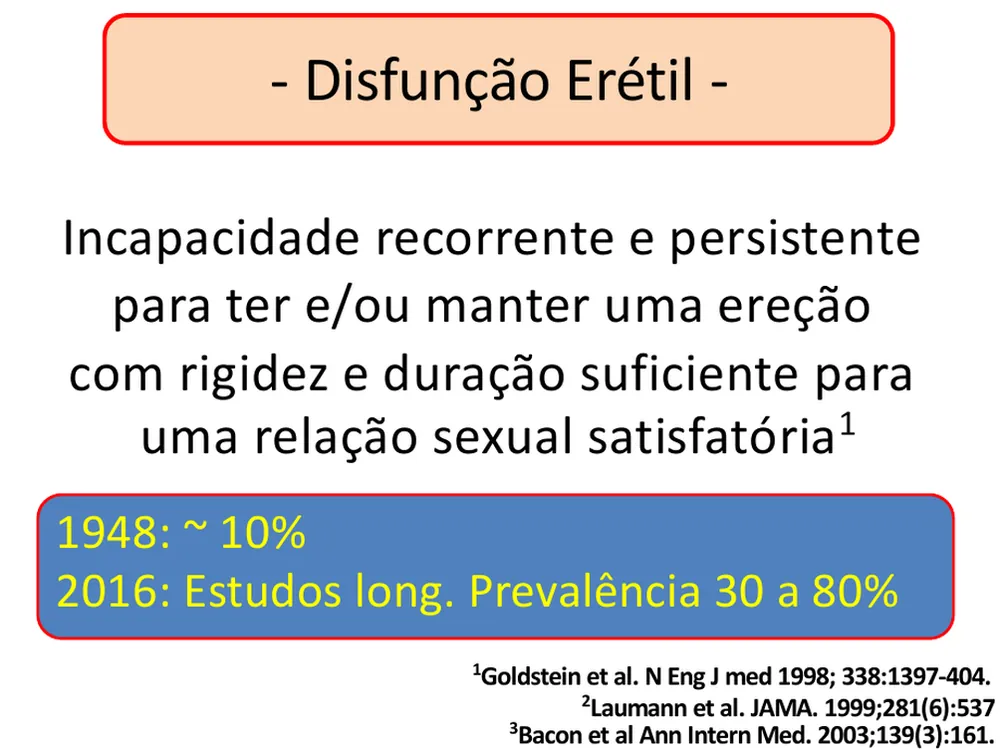 - Disfunção Erétil -
Incapacidade recorrente e persistente
para ter e/ou manter uma ereção
com rigidez e duração suficiente para
uma relação sexual satisfatória¹
1948: ~ 10%
2016: Estudos long. Prevalência 30 a 80%
¹Goldstein et al. N Eng J med 1998; 338:1397-404.
²Laumann et al. JAMA. 1999;281(6):537
³Bacon et al Ann Intern Med. 2003;139(3):161.